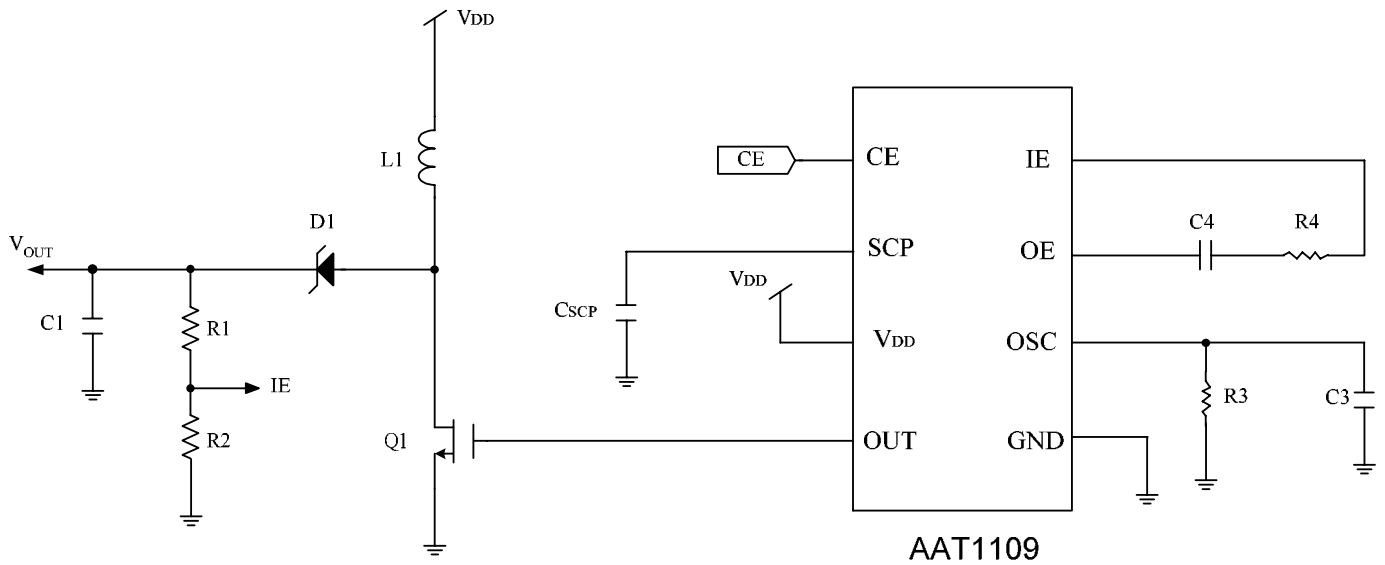 VDD
L1
D1
VOUT
C1
R1
IE
R2
Q1
CE
CSCP
VDD
CE
SCP
VDD
OUT
IE
OE
OSC
GND
C4
R4
R3
C3
AAT1109